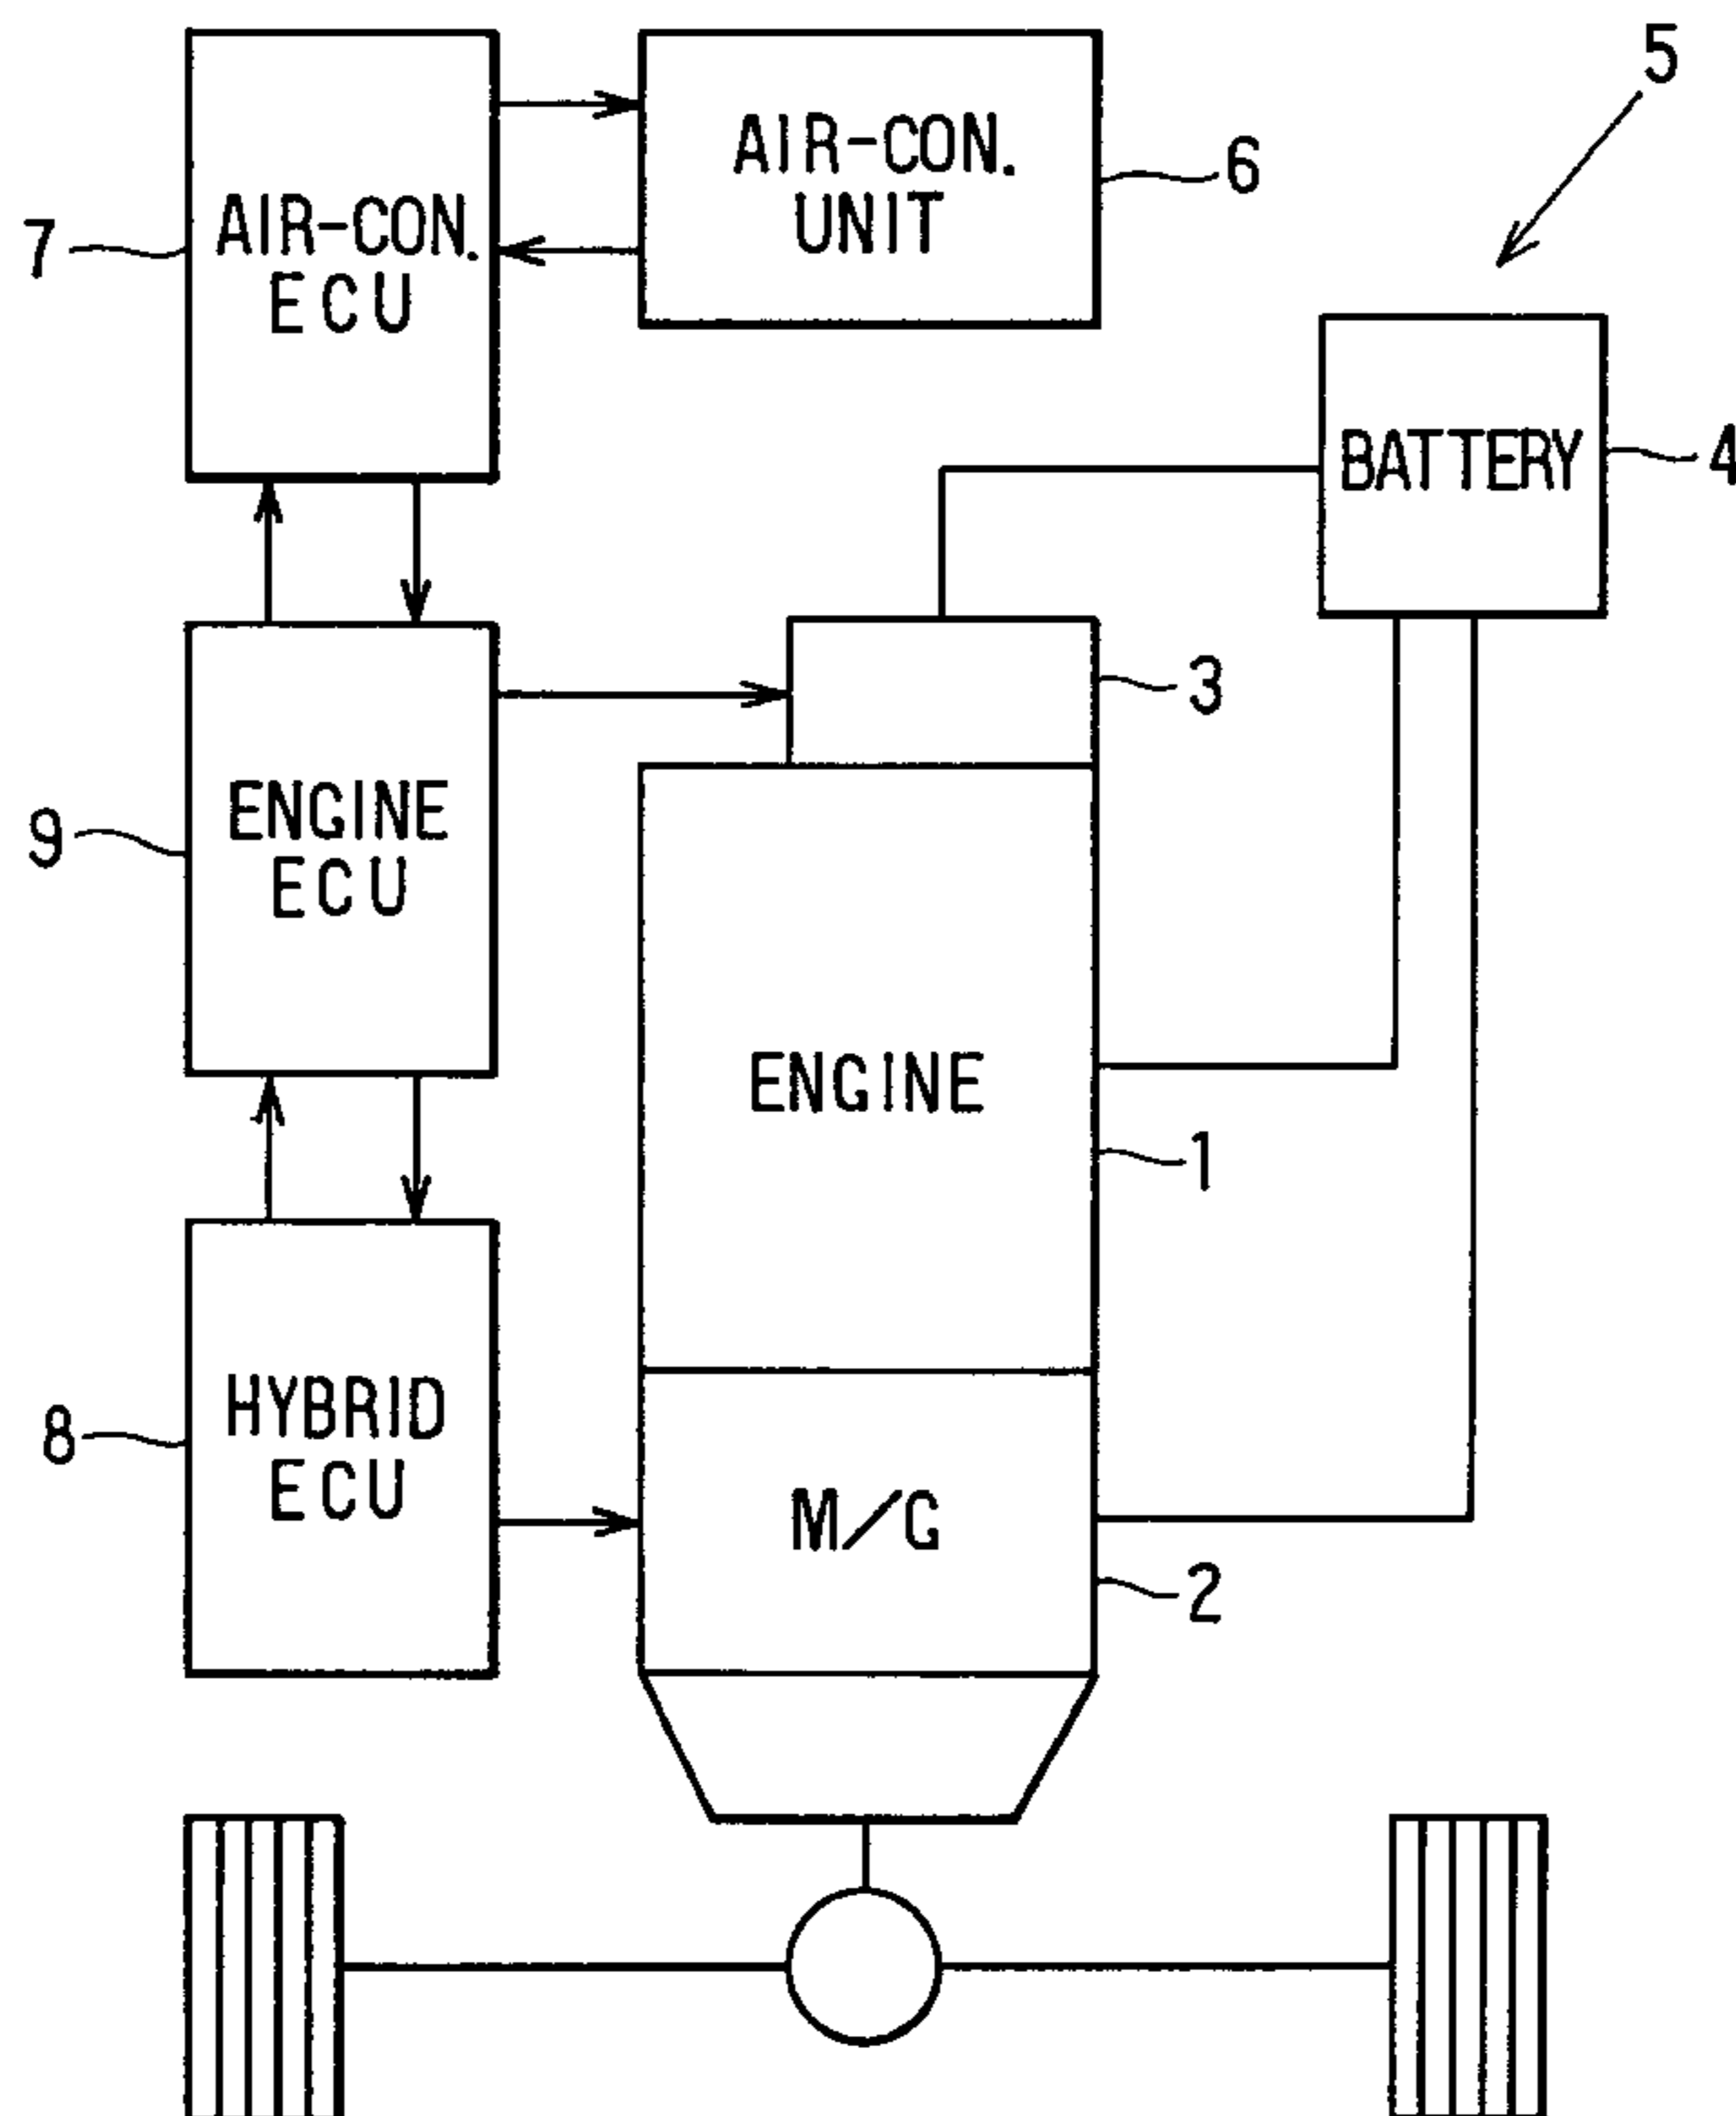 5
AIR-CON.
UNIT
6
7
AIR-CON.
ECU
BATTERY
4
3
9
ENGINE
ECU
ENGINE
1
8
HYBRID
ECU
M/G
2